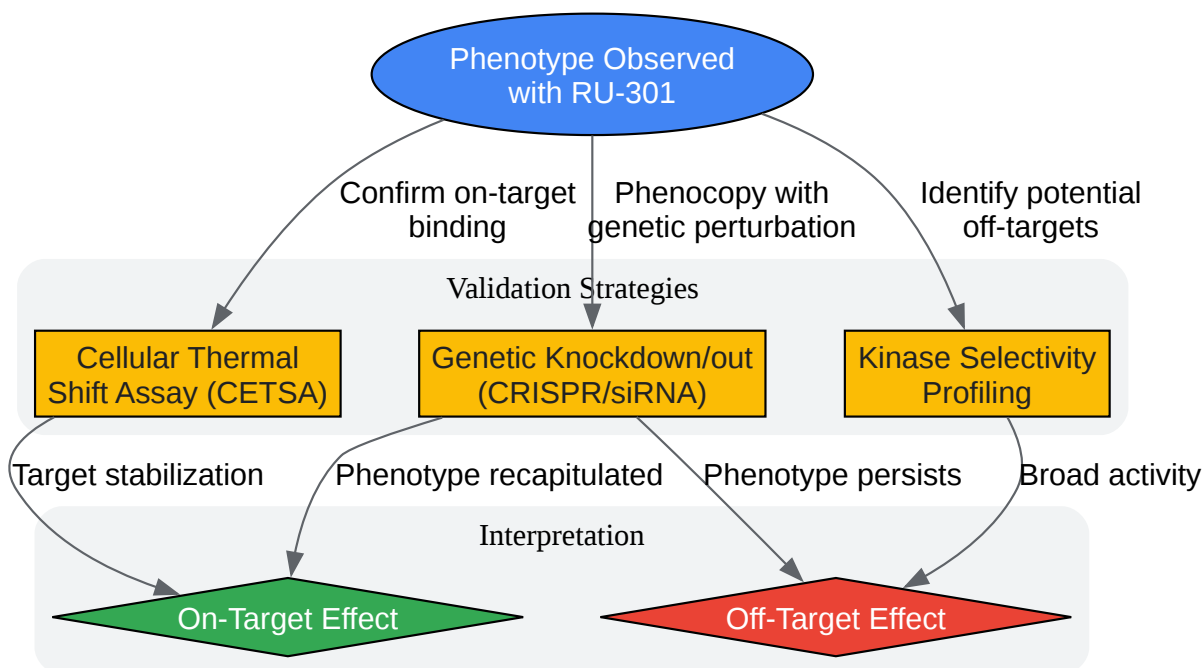 Phenotype Observed
with RU-301
Confirm on-target
binding
Phenocopy with
genetic perturbation
Identify potential
off-targets
Validation Strategies
Cellular Thermal
Shift Assay (CETSA)
Genetic Knockdown/out
(CRISPR/siRNA)
Kinase Selectivity
Profiling
Target stabilization
Phenotype recapitulated
Phenotype persists
Broad activity
Interpretation
On-Target Effect
Off-Target Effect